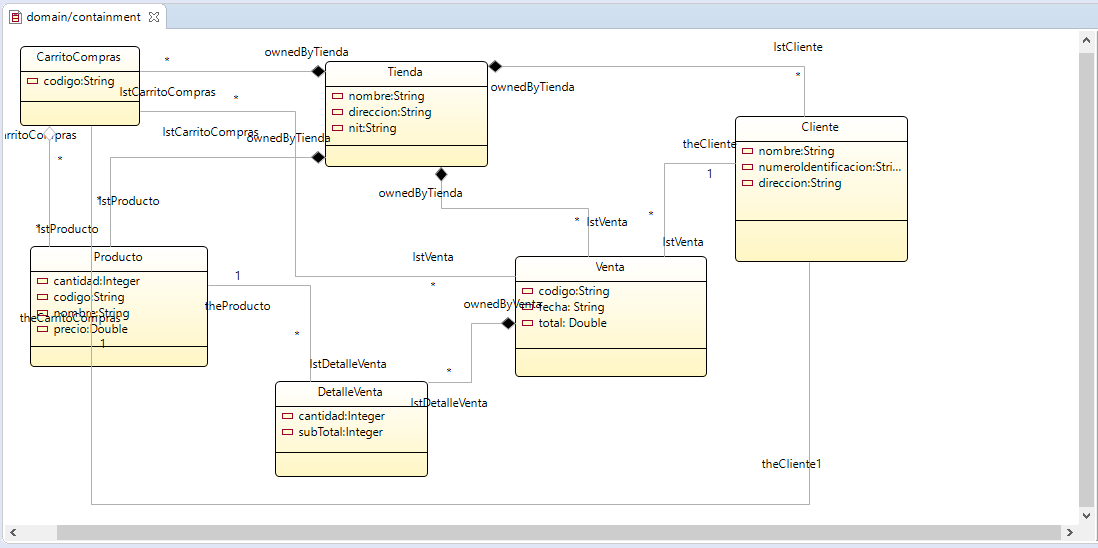 domain/containment
CarritoCompras
codigo:String
*
ownedByTienda
lstCarritoCompras
*
lstCarritoCompras
ownedByTienda
Tienda
nombre:String
direccion:String
nit:String
lstCliente
*
ownedByTienda
Cliente
nombre:String
numeroIdentificacion:Stri...
direccion:String
theCliente
1
ownedByTienda
*
lstVenta
*
lstVenta
arritoCompras
*
*
lstProducto
*
lstProducto
Producto
cantidad:Integer
codigo:String
nombre:String
precio:Double
theCarritoCompras
1
1
theProducto
*
lstDetalleVenta
lstVenta
*
ownedByVenta
Venta
codigo:String
fecha: String
total: Double
*
lstDetalleVenta
DetalleVenta
cantidad:Integer
subTotal:Integer
theCliente1